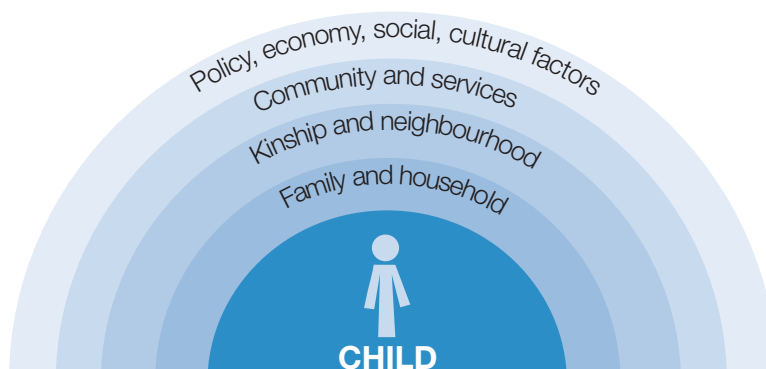 Policy, economy, social, cultural factors
Community and services
Kinship and neighbourhood
Family and household
CHILD